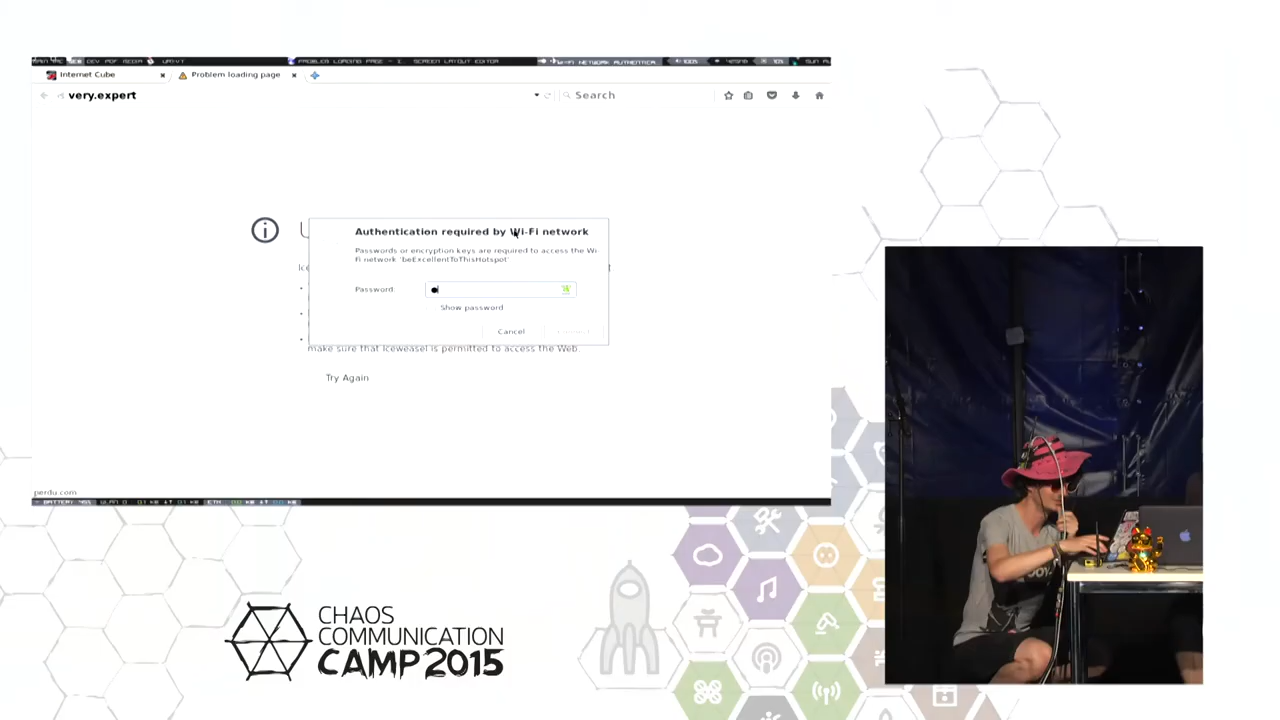 Internet Cube
Problem loading page
very.expert
Search
Authentication required by Wi-Fi network
Passwords or encryption keys are required to access the Wi-
Fi network 'beExcellentToThisHotspot'
Password:
Show password
Cancel
make sure that Iceweasel is permitted to access the Web.
Try Again
perdu.com
CHAOS
COMMUNICATION
CAMP 2015